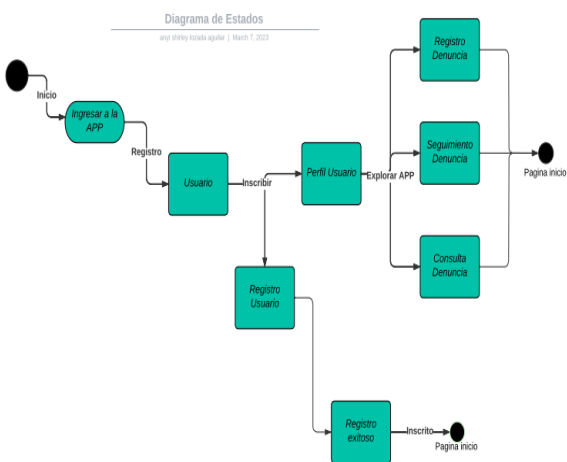 Diagrama de Estados
anyi shirley lozada aguilar | March 7, 2023
Inicio
Ingresar a la
APP
Registro
Usuario
Inscribir
Perfil Usuario
Explorar APP
Registro
Denuncia
Seguimiento
Denuncia
Consulta
Denuncia
Pagina inicio
Registro
Usuario
Registro
exitoso
Inscrito
Pagina inicio